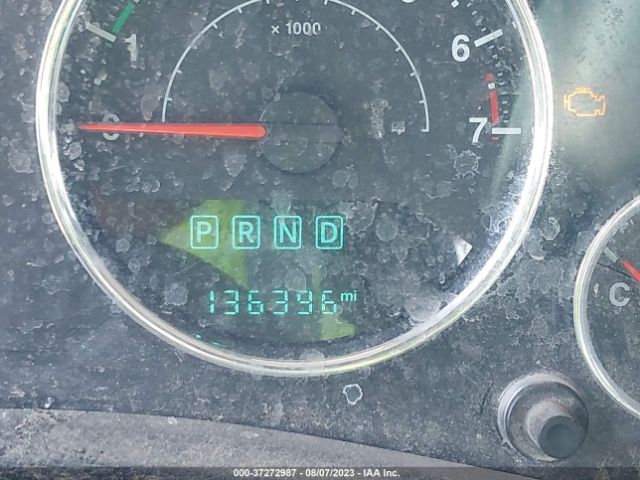 1
x 1000
6
7
P R N D
136396 mi
C
000-37272987 - 08/07/2023 - IAA Inc.